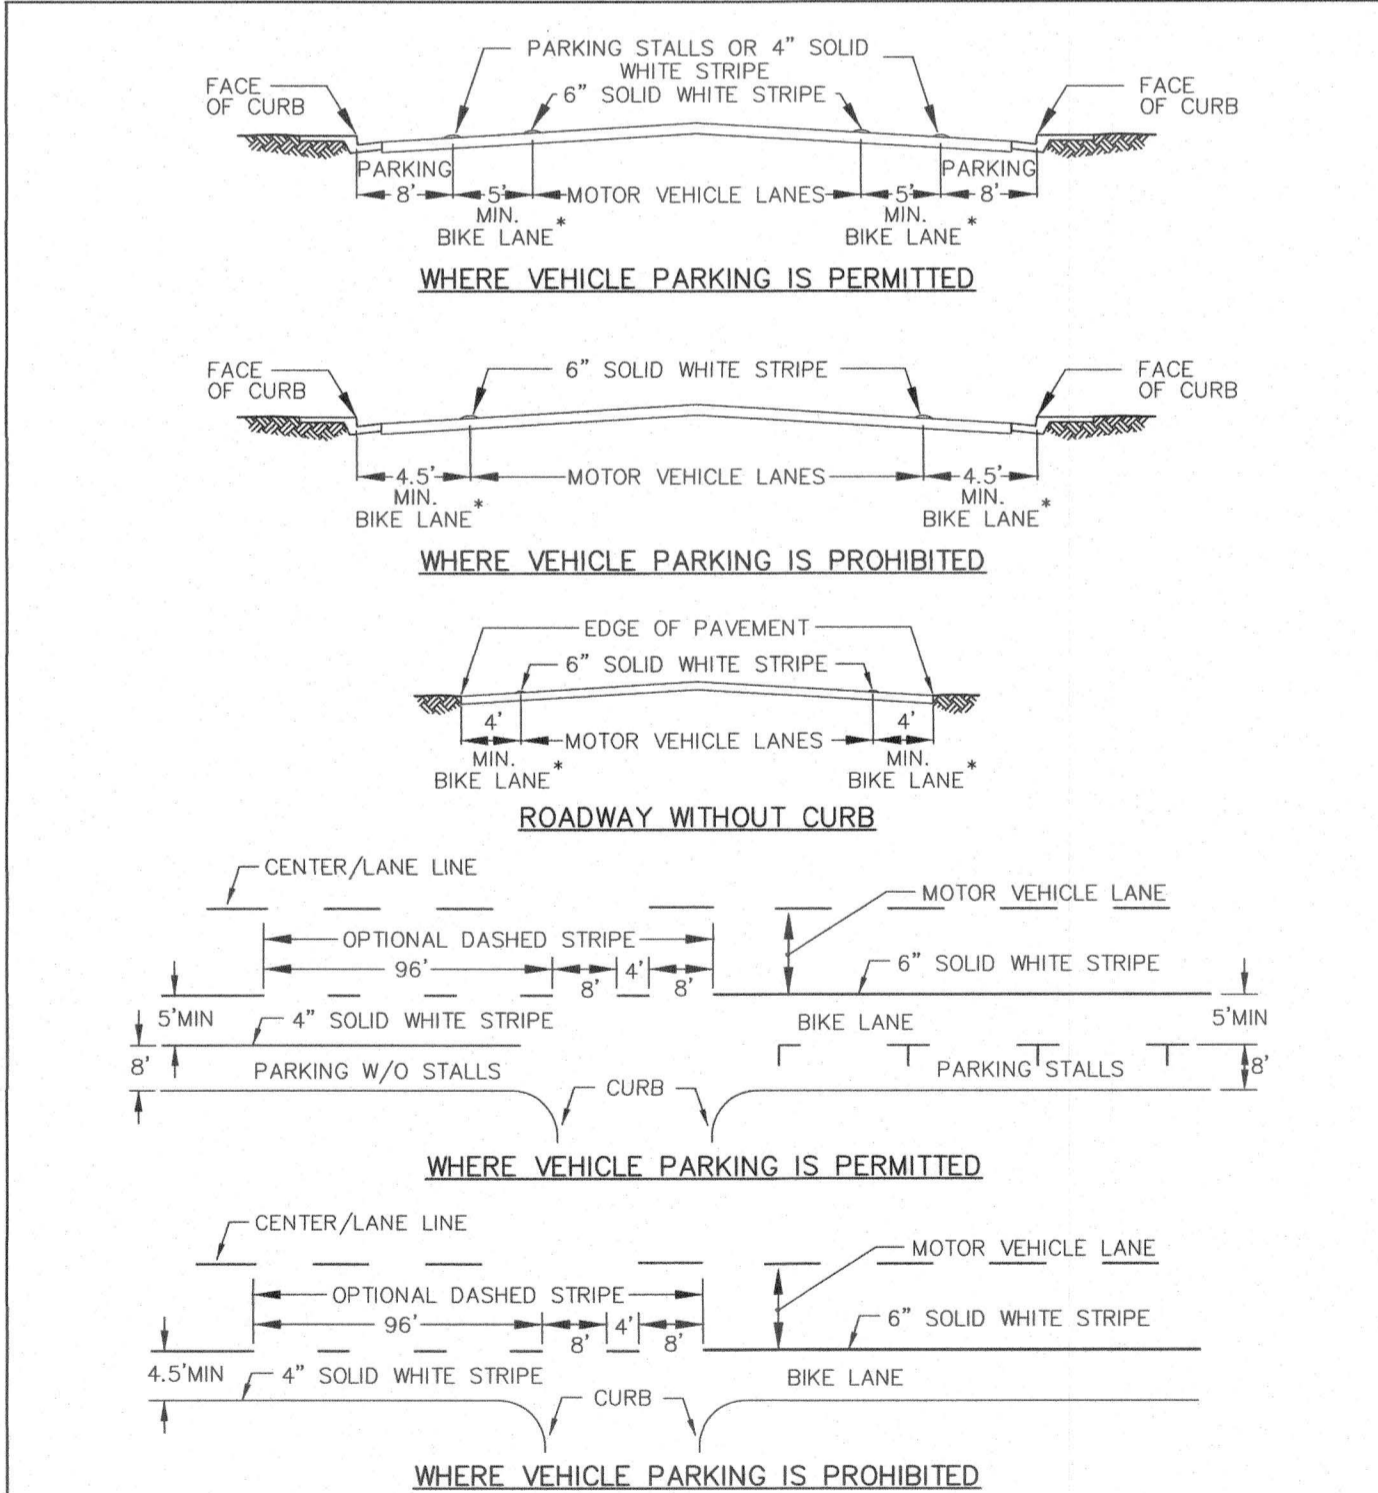 PARKING STALLS OR 4" SOLID
WHITE STRIPE
6" SOLID WHITE STRIPE
FACE
OF CURB
FACE
OF CURB
PARKING
PARKING
8' 5' MOTOR VEHICLE LANES 5' 8'
MIN.
BIKE LANE*
MIN.
BIKE LANE*
WHERE VEHICLE PARKING IS PERMITTED
FACE
OF CURB
6" SOLID WHITE STRIPE
FACE
OF CURB
4.5' MOTOR VEHICLE LANES 4.5'
MIN.
BIKE LANE*
MIN.
BIKE LANE*
WHERE VEHICLE PARKING IS PROHIBITED
EDGE OF PAVEMENT
6" SOLID WHITE STRIPE
4' MOTOR VEHICLE LANES 4'
MIN.
BIKE LANE*
MIN.
BIKE LANE*
ROADWAY WITHOUT CURB
CENTER/LANE LINE
MOTOR VEHICLE LANE
OPTIONAL DASHED STRIPE
96' 8' 4' 8'
6" SOLID WHITE STRIPE
5'MIN
4" SOLID WHITE STRIPE
BIKE LANE
5'MIN
8'
PARKING W/O STALLS
PARKING STALLS
8'
CURB
WHERE VEHICLE PARKING IS PERMITTED
CENTER/LANE LINE
MOTOR VEHICLE LANE
OPTIONAL DASHED STRIPE
96' 8' 4' 8'
6" SOLID WHITE STRIPE
4.5'MIN
4" SOLID WHITE STRIPE
BIKE LANE
CURB
WHERE VEHICLE PARKING IS PROHIBITED